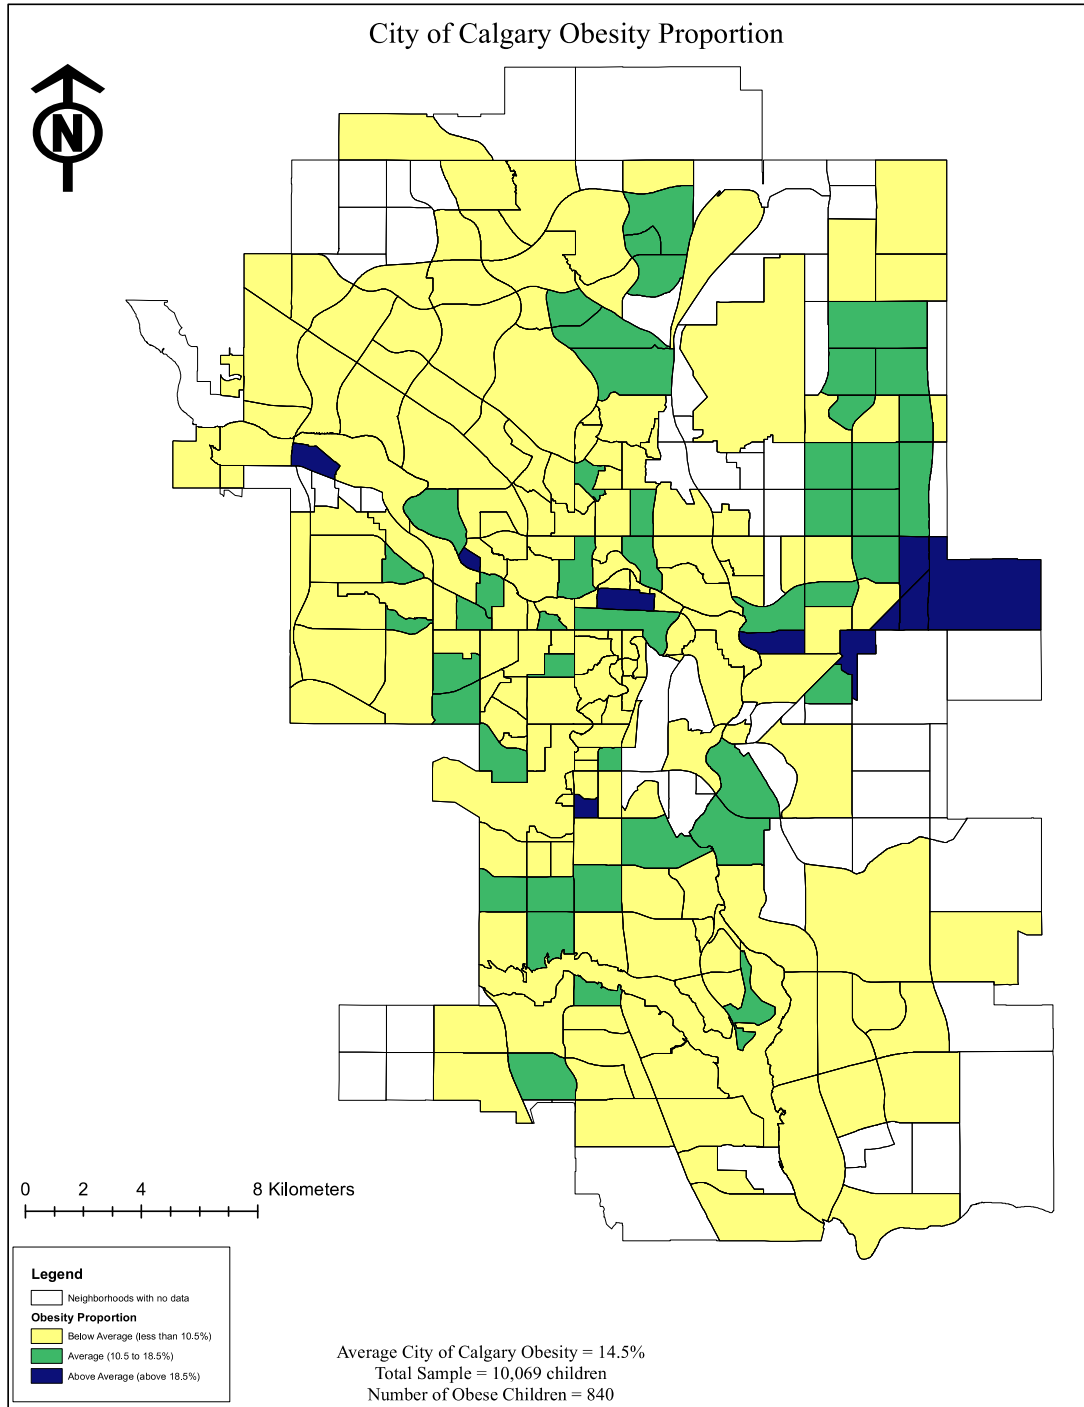 City of Calgary Obesity Proportion
N
0 2 4 8 Kilometers
Legend
Neighborhoods with no data
Obesity Proportion
Below Average (less than 10.5%)
Average (10.5 to 18.5%)
Above Average (above 18.5%)
Average City of Calgary Obesity = 14.5%
Total Sample = 10,069 children
Number of Obese Children = 840